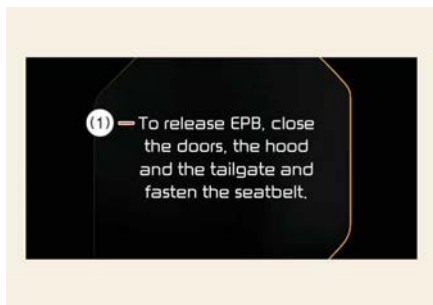 (1)
To release EPB, close
the doors, the hood
and the tailgate and
fasten the seatbelt.